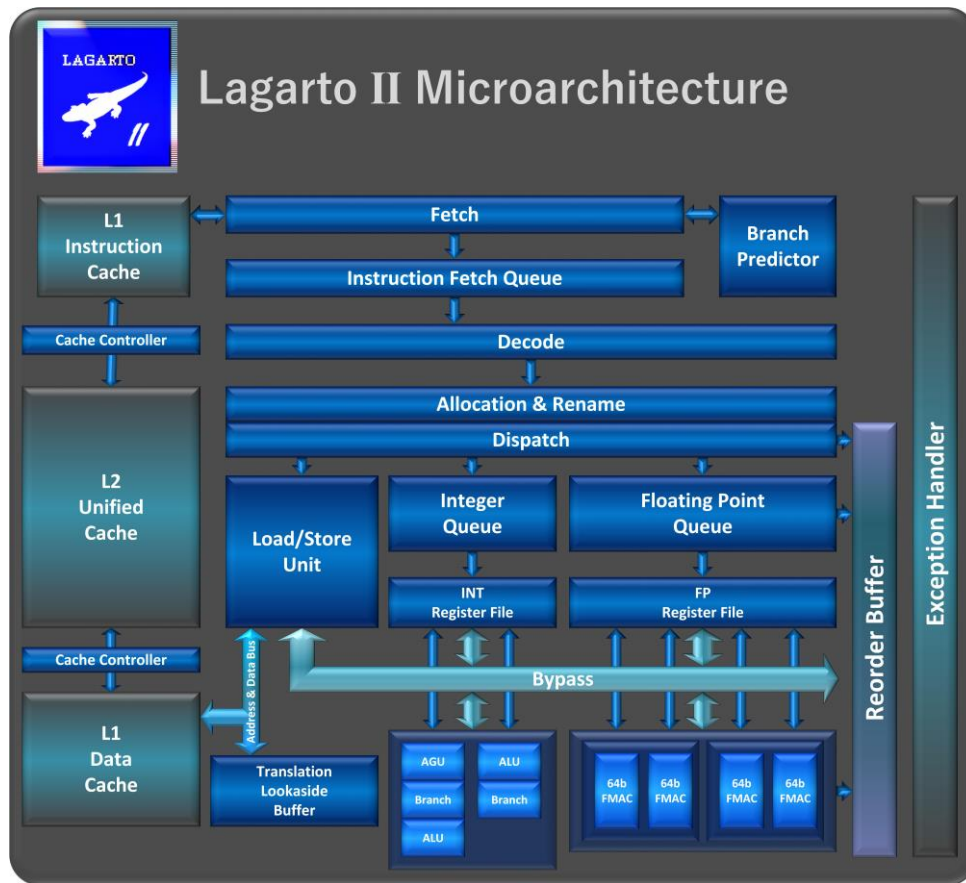 LAGARTO
II
Lagarto II Microarchitecture
L1
Instruction
Cache
Fetch
Branch
Predictor
Instruction Fetch Queue
Cache Controller
Decode
Allocation & Rename
Dispatch
L2
Unified
Cache
Load/Store
Unit
Integer
Queue
Floating Point
Queue
INT
Register File
FP
Register File
Cache Controller
Address & Data Bus
Bypass
L1
Data
Cache
Translation
Lookaside
Buffer
AGU
Branch
ALU
ALU
Branch
64b
FMAC
64b
FMAC
64b
FMAC
64b
FMAC
Reorder Buffer
Exception Handler